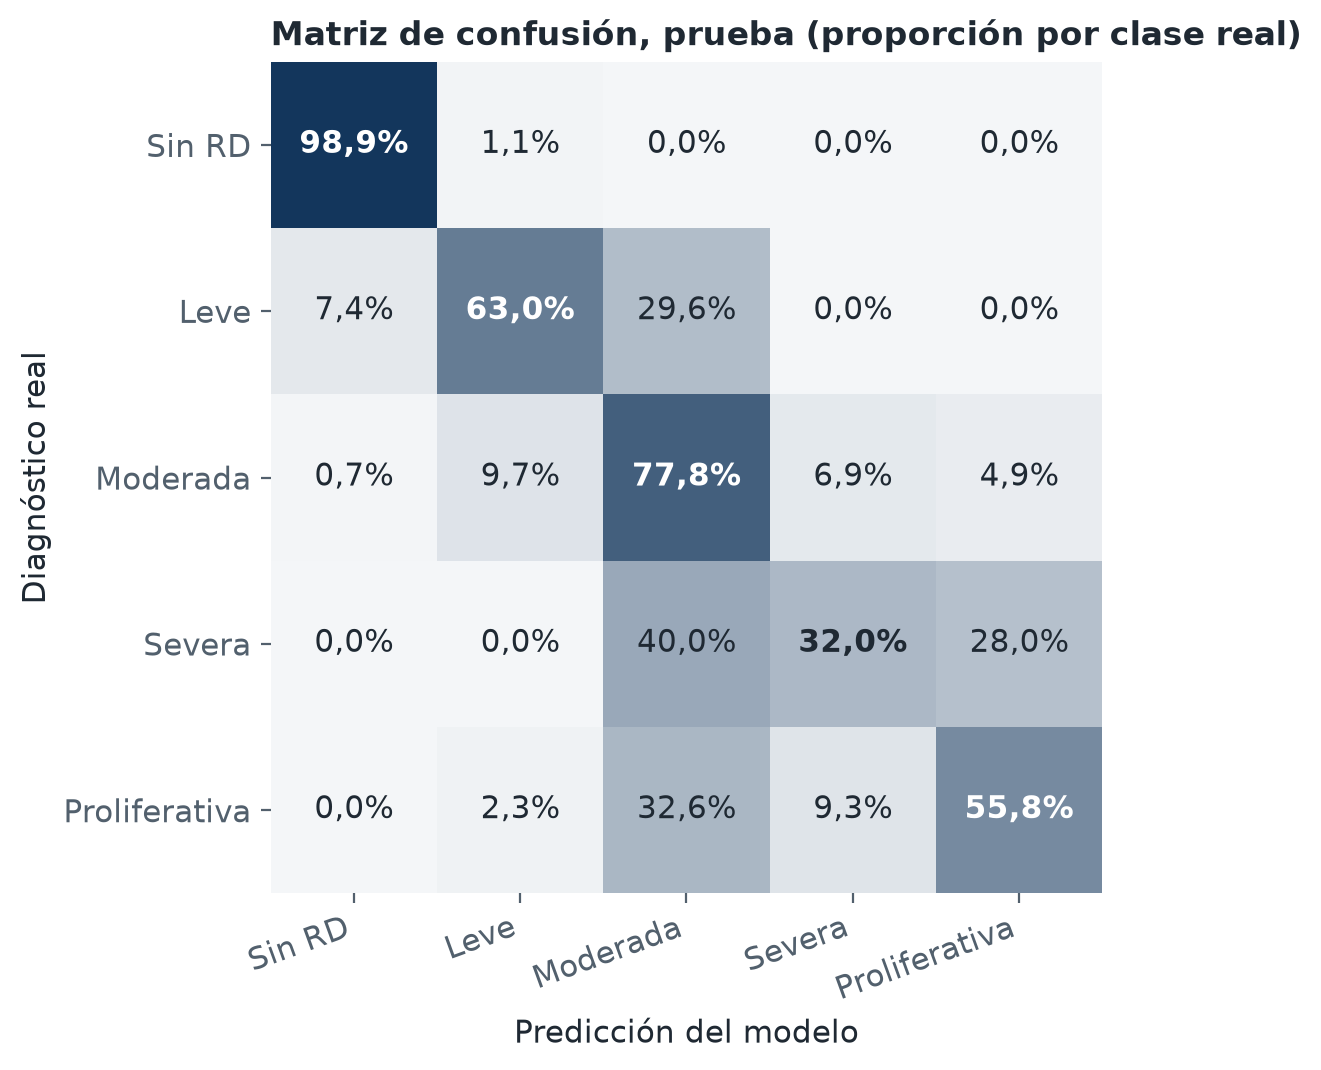 Matriz de confusión, prueba (proporción por clase real)
Sin RD 98,9% 1,1% 0,0% 0,0% 0,0%
Leve 7,4% 63,0% 29,6% 0,0% 0,0%
Moderada 0,7% 9,7% 77,8% 6,9% 4,9%
Severa 0,0% 0,0% 40,0% 32,0% 28,0%
Proliferativa 0,0% 2,3% 32,6% 9,3% 55,8%
Diagnóstico real
Sin RD Leve Moderada Severa Proliferativa
Predicción del modelo